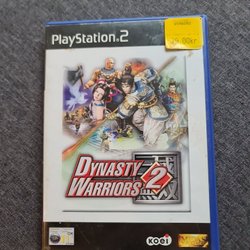 PlayStation.2
DYNASTY
WARRIORS 2
KOEI